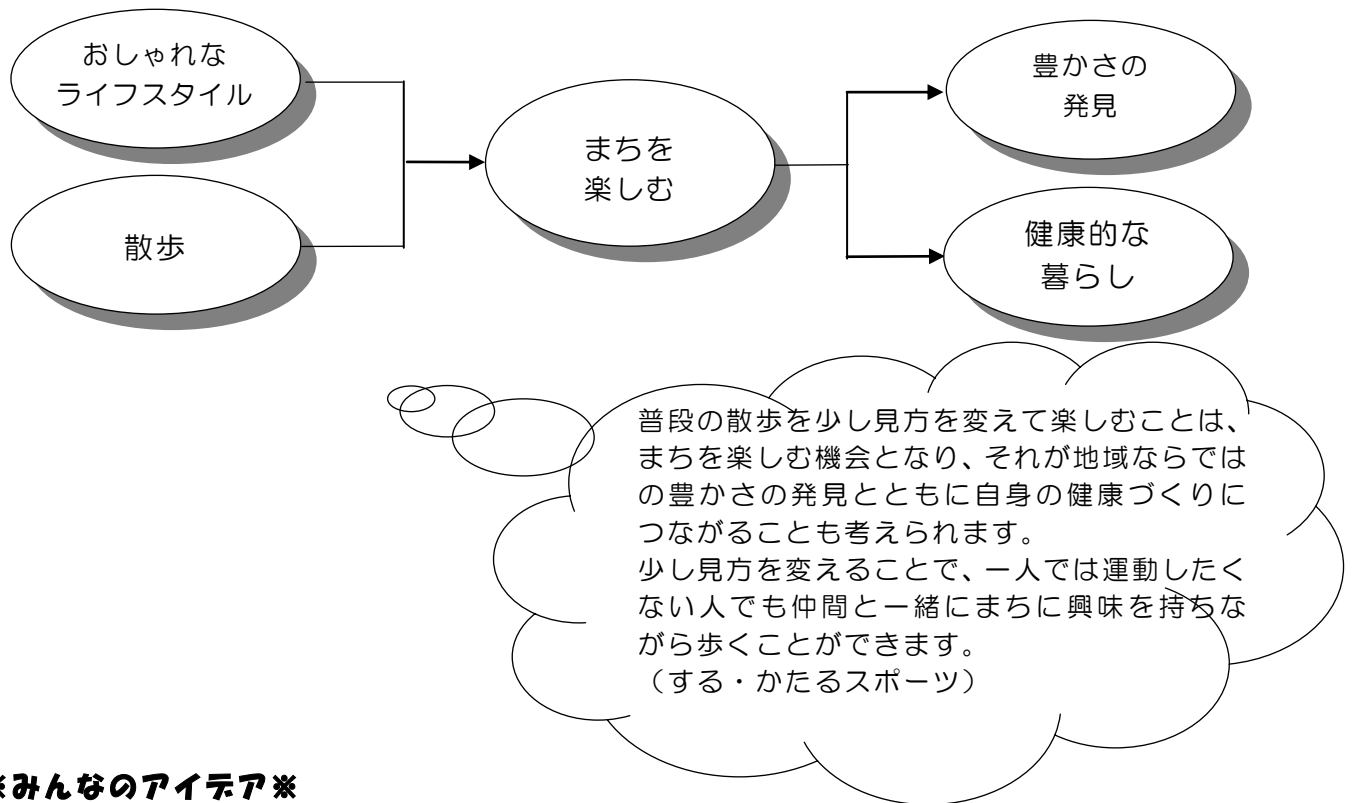 おしゃれな
ライフスタイル
散歩
まちを
楽しむ
豊かさの
発見
健康的な
暮らし
普段の散歩を少し見方を変えて楽しむことは、
まちを楽しむ機会となり、それが地域ならでは
の豊かさの発見とともに自身の健康づくりに
つながることも考えられます。
少し見方を変えることで、一人では運動したく
ない人でも仲間と一緒にまちに興味を持ちな
がら歩くことができます。
（する・かたるスポーツ）
※みんなのアイデア※